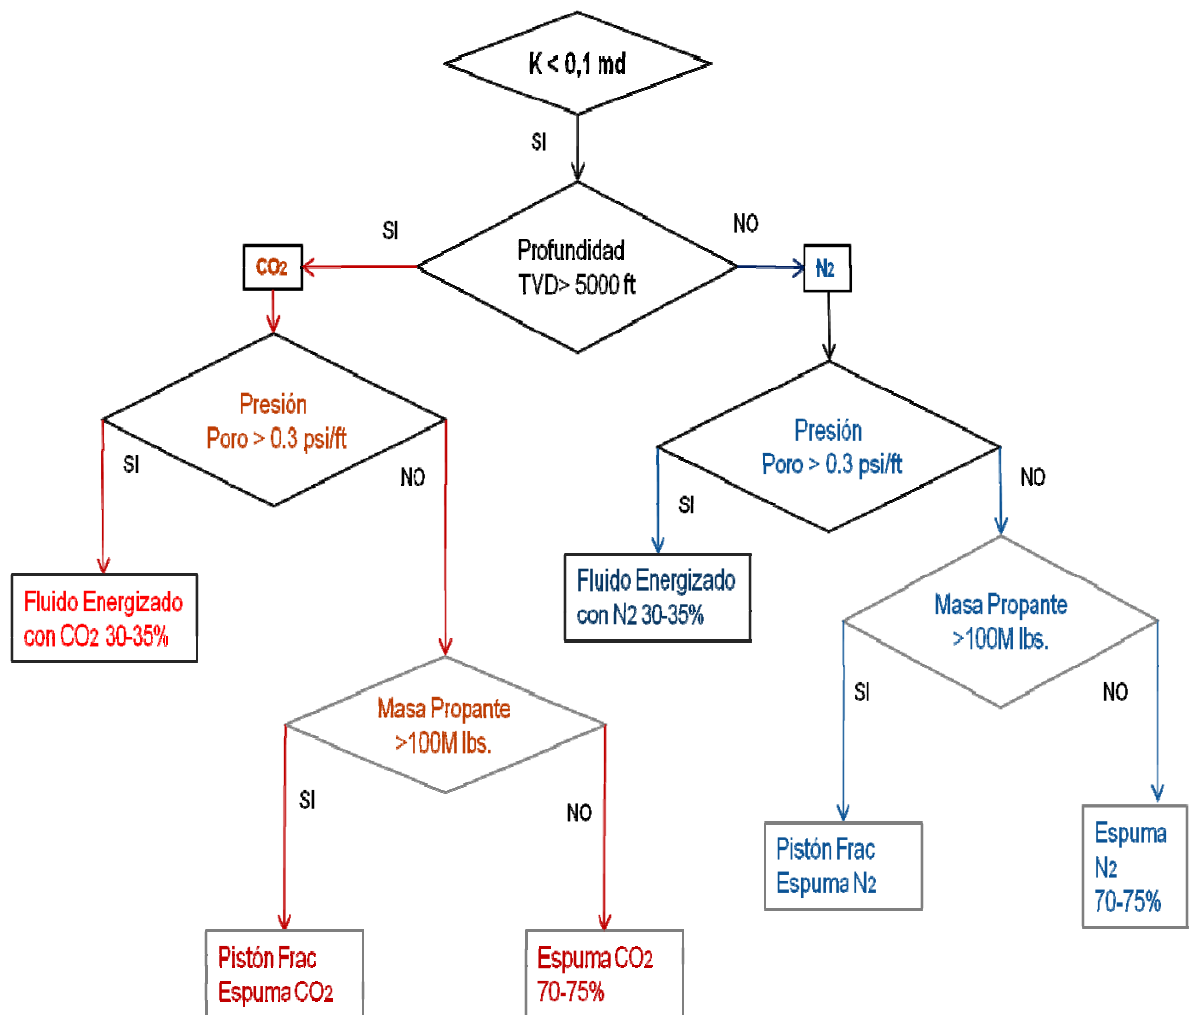 K < 0,1 md
SI
SI
NO
Profundidad
TVD> 5000 ft
CO2
N2
Presión
Poro > 0.3 psi/ft
Presión
Poro > 0.3 psi/ft
SI
NO
SI
NO
Fluido Energizado
con CO2 30-35%
Fluido Energizado
con N2 30-35%
Masa Propante
>100M lbs.
Masa Propante
>100M lbs.
SI
NO
SI
NO
Pistón Frac
Espuma N2
Espuma
N2
70-75%
Pistón Frac
Espuma CO2
Espuma CO2
70-75%